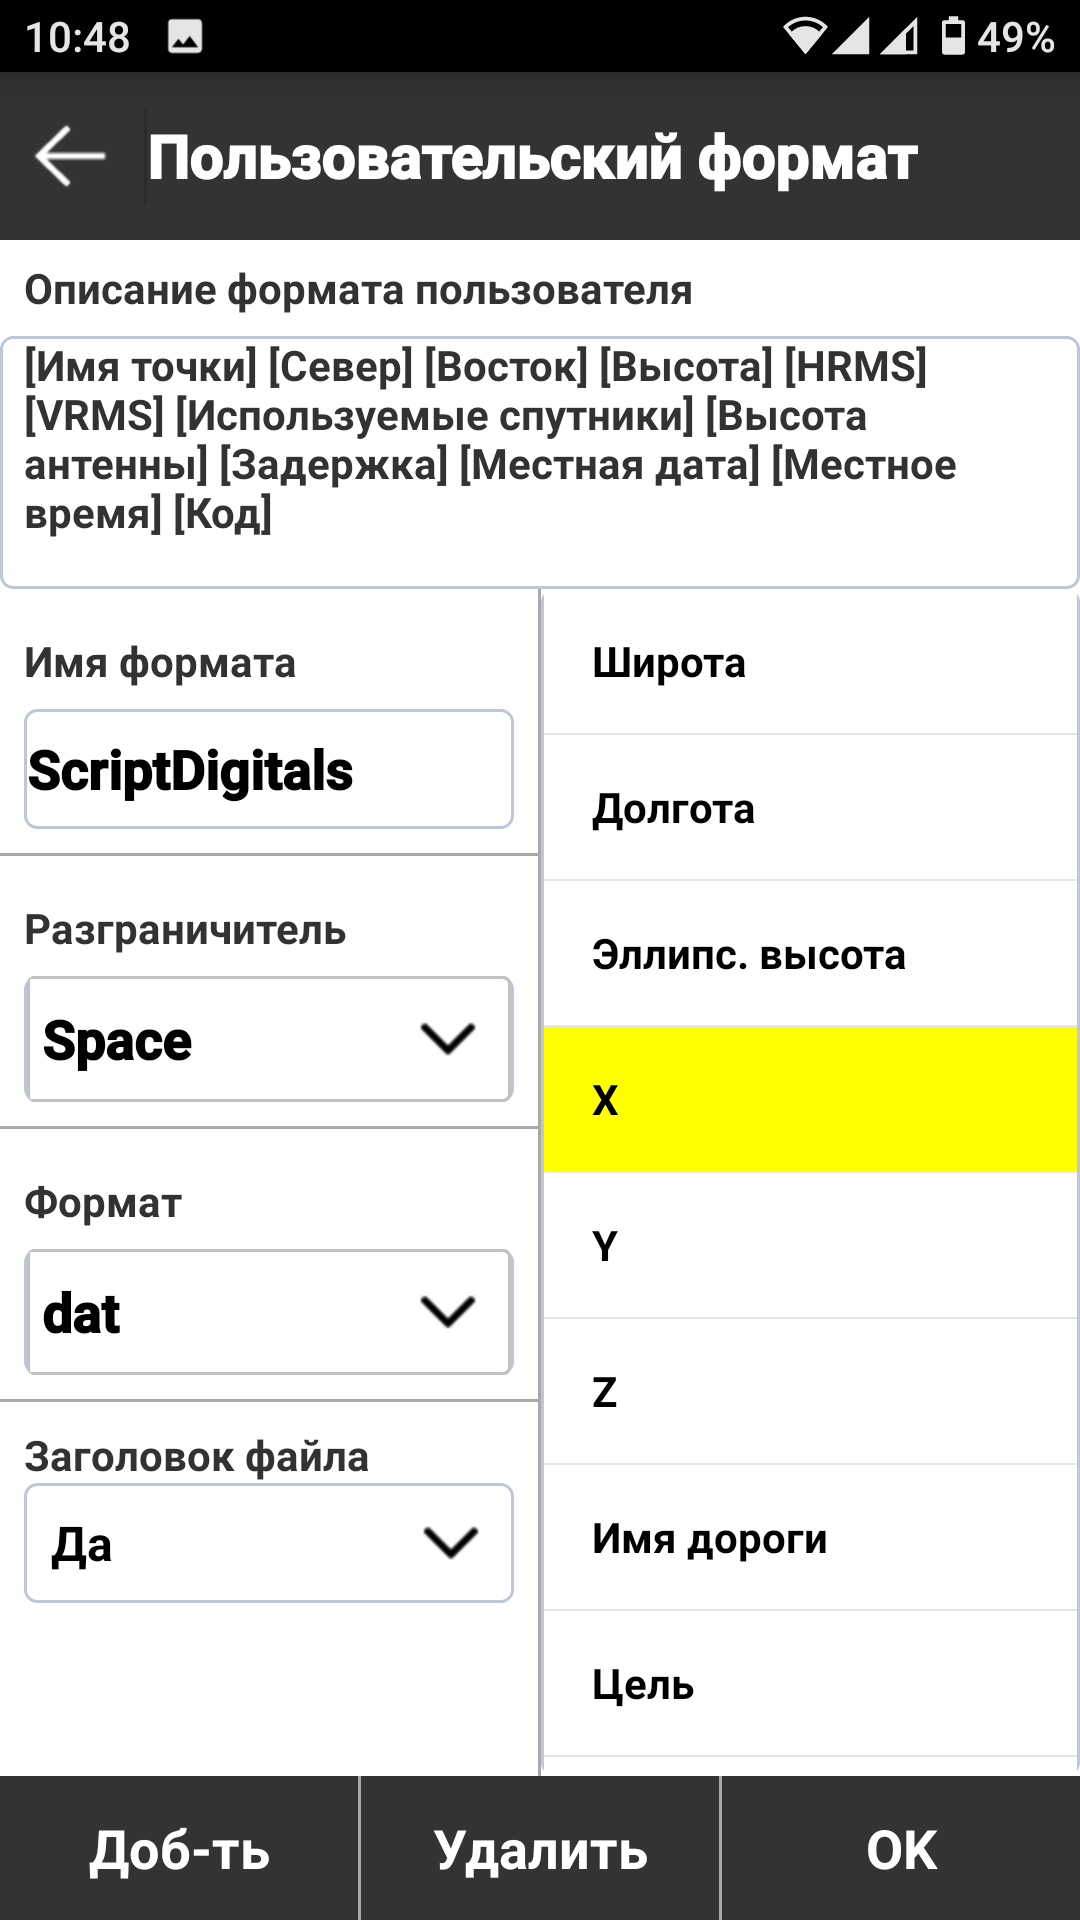 10:48
49%
Пользовательский формат
Описание формата пользователя
[Имя точки] [Север] [Восток] [Высота] [HRMS]
[VRMS] [Используемые спутники] [Высота
антенны] [Задержка] [Местная дата] [Местное
время] [Код]
Имя формата
ScriptDigitals
Разграничитель
Space
Формат
dat
Заголовок файла
Да
Широта
Долгота
Эллипс. высота
X
Y
Z
Имя дороги
Цель
Доб-ть
Удалить
OK